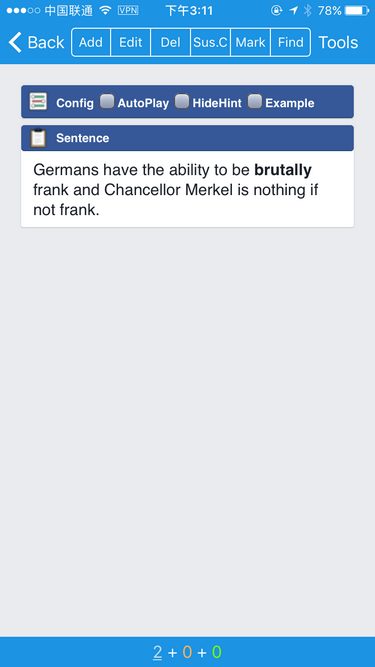 中国联通 VPN 下午3:11 78%
Back Add Edit Del Sus.C Mark Find Tools
Config AutoPlay HideHint Example
Sentence
Germans have the ability to be brutally
frank and Chancellor Merkel is nothing if
not frank.
2 + 0 + 0